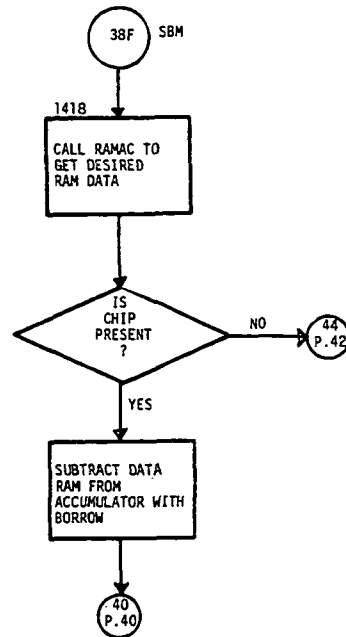 38F
SBM
1418
CALL RAMAC TO
GET DESIRED
RAM DATA
IS
CHIP
PRESENT
?
NO
44
P.42
YES
SUBTRACT DATA
RAM FROM
ACCUMULATOR WITH
BORROW
40
P.40